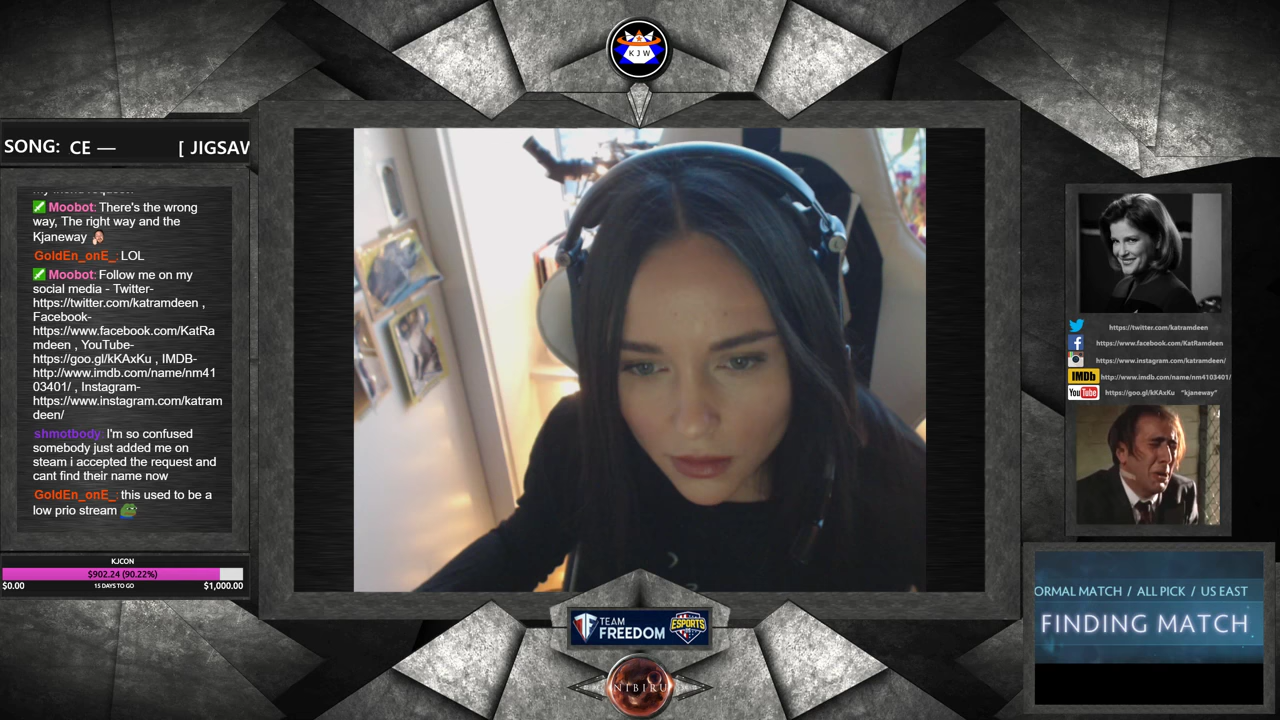 K J W
SONG: CE — [ JIGSAW
Moobot: There's the wrong
way, The right way and the
Kjaneway
GoldEn_onE_: LOL
Moobot: Follow me on my
social media - Twitter-
https://twitter.com/katramdeen ,
Facebook-
https://www.facebook.com/KatRa
mdeen , YouTube-
https://goo.gl/kKAxKu , IMDB-
http://www.imdb.com/name/nm41
03401/ , Instagram-
https://www.instagram.com/katram
deen/
shmotbody: I'm so confused
somebody just added me on
steam i accepted the request and
cant find their name now
GoldEn_onE_: this used to be a
low prio stream
KJCON
$902.24 (90.22%)
$0.00 15 DAYS TO GO $1,000.00
https://twitter.com/katramdeen
https://www.facebook.com/KatRamdeen
https://www.instagram.com/katramdeen/
IMDb http://www.imdb.com/name/nm4103401/
You Tube https://goo.gl/kKAxKu "kjaneway"
ORMAL MATCH / ALL PICK / US EAST
FINDING MATCH
TF TEAM
FREEDOM
ESPORTS
NIBIRU